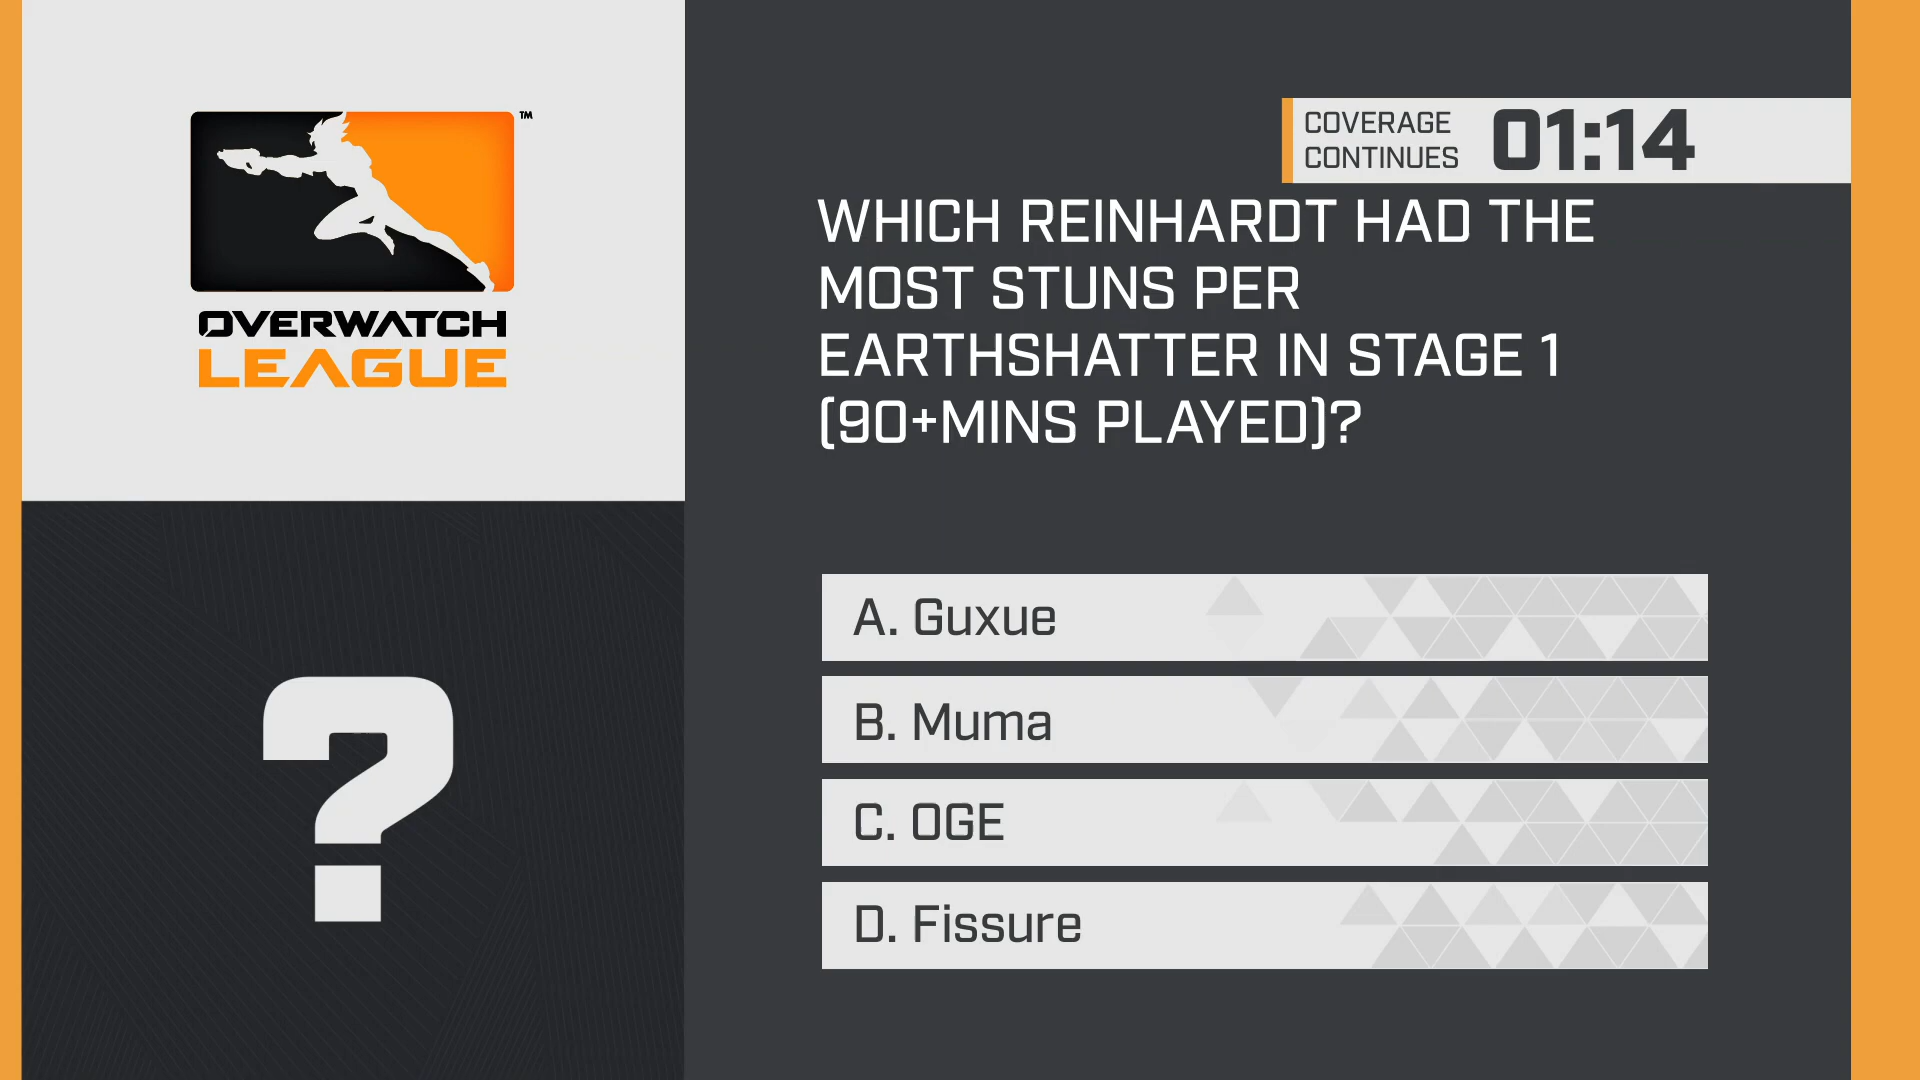 TM
OVERWATCH
LEAGUE
COVERAGE
CONTINUES
01:14
WHICH REINHARDT HAD THE
MOST STUNS PER
EARTHSHATTER IN STAGE 1
(90+MINS PLAYED)?
?
A. Guxue
B. Muma
C. OGE
D. Fissure